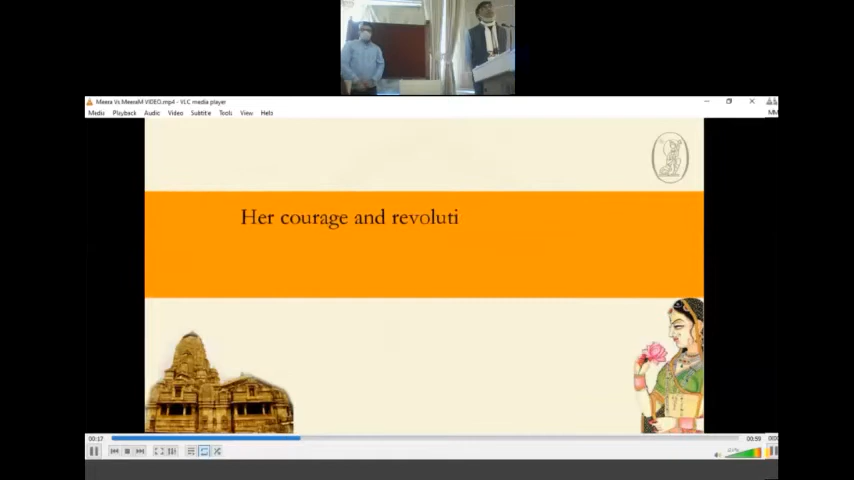 Meera Vs MeeraM VIDEO.mp4 - VLC media player
Media Playback Audio Video Subtitle Tools View Help
Her courage and revoluti
00:17
00:59